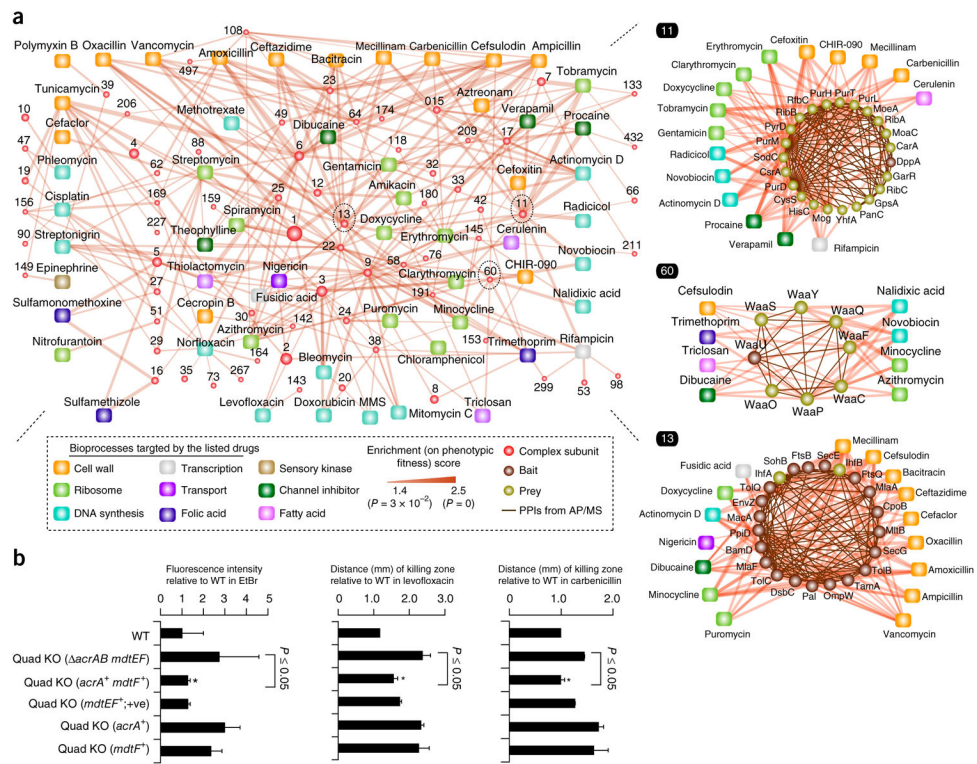 a
108
Polymyxin B Oxacillin Vancomycin Amoxicillin Ceftazidime Bacitracin Mecillinam Carbenicillin Cefsulodin Ampicillin
497
Tunicamycin 39 23 7 Tobramycin 133
206 Methotrexate 49 64 174 015 Aztreonam Verapamil
10 Cefaclor Dibucaine 209 17 Procaine 432
47 4 88 6 118
Phleomycin 62 Streptomycin Gentamicin 32 Cefoxitin Actinomycin D
19 Cisplatin 169 159 25 12 Amikacin 180 33 66
156 227 Spiramycin 1 13 Doxycycline 42 11 Radicicol
90 Streptonigrin Theophylline 22 Erythromycin 145 Cerulenin 211
149 5 Thiolactomycin Nigericin 9 58 76 60 CHIR-090 Novobiocin
Epinephrine 27 3 Clarythromycin
Sulfamonomethoxine Cecropin B Fusidic acid 191 Nalidixic acid
51 30 142 24 Puromycin Minocycline
Nitrofurantoin Azithromycin
29 Norfloxacin 164 2 Bleomycin 38 Chloramphenicol 153 Trimethoprim Rifampicin
16 35 73 267 143 20 8 299 53 98
Sulfamethizole Levofloxacin Doxorubicin MMS Mitomycin C Triclosan
Bioprocesses targted by the listed drugs
Cell wall Transcription Sensory kinase
Ribosome Transport Channel inhibitor
DNA synthesis Folic acid Fatty acid
Enrichment (on phenotypic
fitness) score
1.4 2.5
(P = 3 × 10−2) (P = 0)
Complex subunit
Bait
Prey
PPIs from AP/MS
11
Erythromycin Cefoxitin CHIR-090
Clarythromycin Mecillinam
Doxycycline Carbenicillin
Tobramycin Cerulenin
Gentamicin
Radicicol
Novobiocin
Actinomycin D
Procaine
Verapamil Rifampicin
PurH PurT
RfbC PurL
RibB MoeA
PyrD RibA
PurM MoaC
SodC CarA
CsrA DppA
PurD GarR
CysS RibC
HisC GpsA
Mog YhfA PanC
60
Cefsulodin WaaY Nalidixic acid
WaaS WaaQ
Trimethoprim Novobiocin
WaaF
Triclosan WaaU Minocycline
Dibucaine Azithromycin
WaaO WaaP WaaC
13
Mecillinam
Fusidic acid SohB FtsB SecE IhfB Cefsulodin
IhfA FtsQ Bacitracin
Doxycycline TolQ MlaA Ceftazidime
Actinomycin D EnvZ CpoB
MacA Cefaclor
Nigericin PpiD MltB Oxacillin
BamD SecG
Dibucaine MlaF TolB Amoxicillin
Minocycline TolC TamA Ampicillin
DsbC Pal OmpW
Puromycin Vancomycin
b
Fluorescence intensity
relative to WT in EtBr
0 1 2 3 4 5
Distance (mm) of killing zone
relative to WT in levofloxacin
0 1.0 2.0 3.0
Distance (mm) of killing zone
relative to WT in carbenicillin
0 1.0 2.0
WT
Quad KO (ΔacrAB mdtEF)
Quad KO (acrA+ mdtF+)
Quad KO (mdtEF+;+ve)
Quad KO (acrA+)
Quad KO (mdtF+)
* P ≤ 0.05
* P ≤ 0.05
* P ≤ 0.05